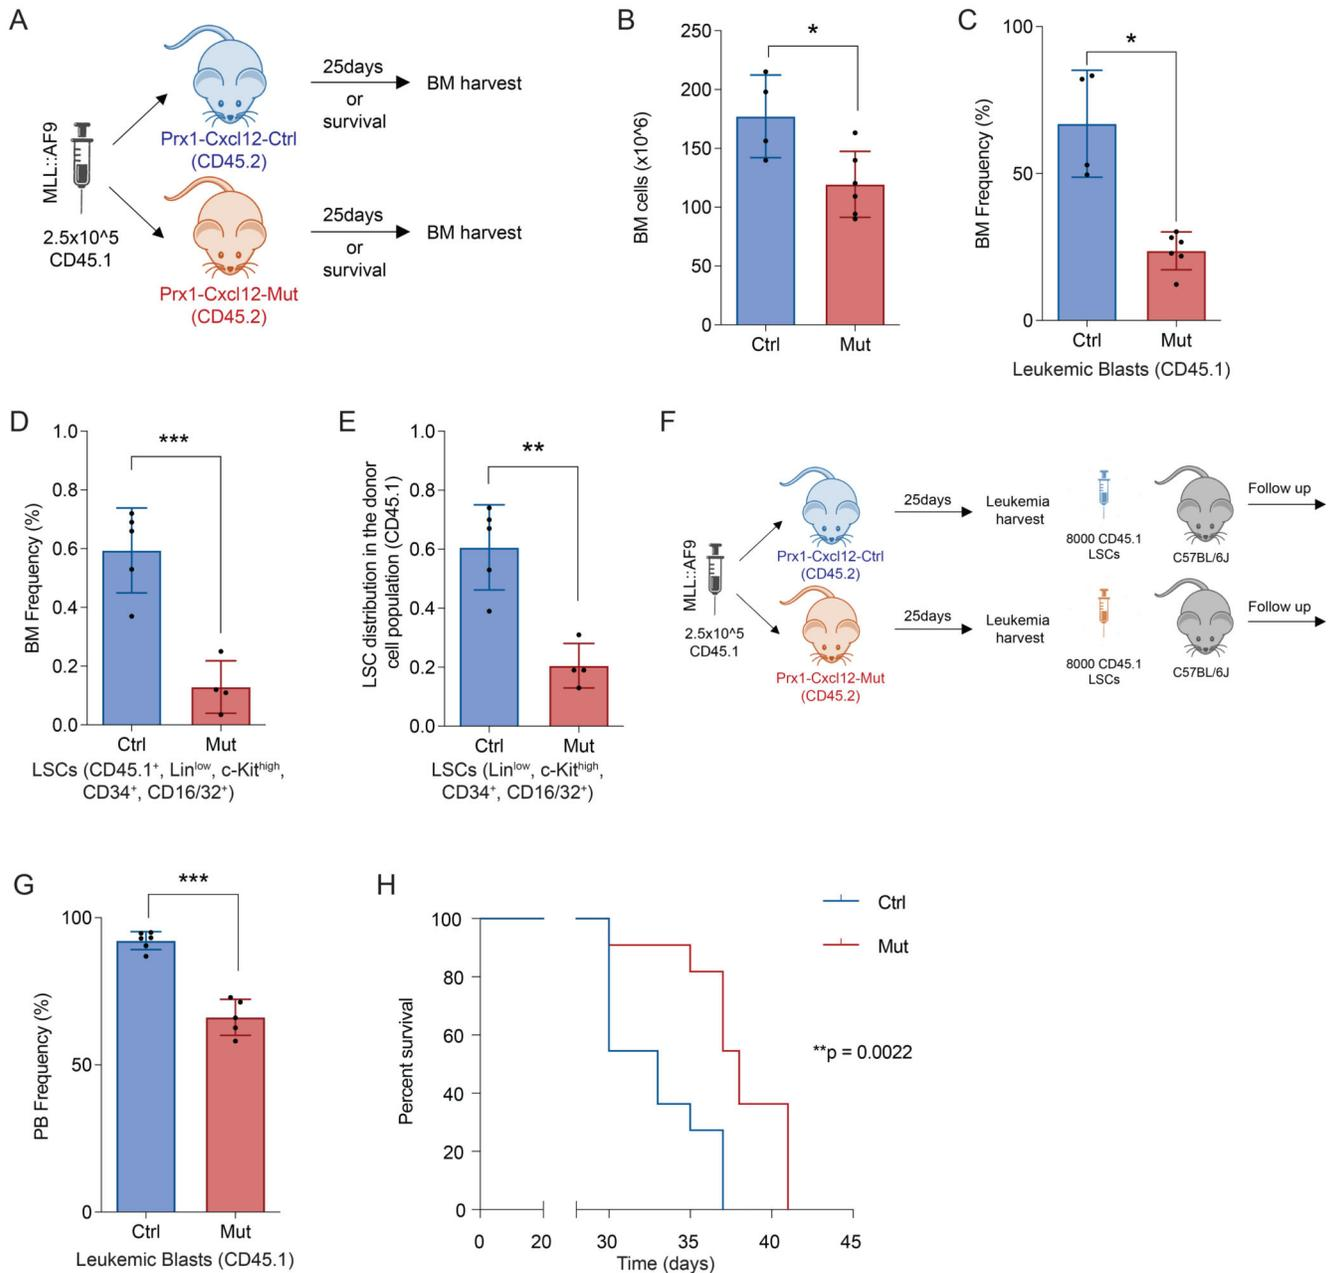 A
MLL::AF9
2.5x10^5
CD45.1
Prx1-Cxcl12-Ctrl
(CD45.2)
Prx1-Cxcl12-Mut
(CD45.2)
25days
or
survival
BM harvest
25days
or
survival
BM harvest
B
BM cells (x10^6)
250
200
150
100
50
0
*
Ctrl
Mut
C
BM Frequency (%)
100
50
0
*
Ctrl
Mut
Leukemic Blasts (CD45.1)
D
BM Frequency (%)
1.0
0.8
0.6
0.4
0.2
0.0
***
Ctrl
Mut
LSCs (CD45.1⁺, Linˡᵒʷ, c-Kitʰⁱᵍʰ,
CD34⁺, CD16/32⁺)
E
LSC distribution in the donor
cell population (CD45.1)
1.0
0.8
0.6
0.4
0.2
0.0
**
Ctrl
Mut
LSCs (Linˡᵒʷ, c-Kitʰⁱᵍʰ,
CD34⁺, CD16/32⁺)
F
MLL::AF9
2.5x10^5
CD45.1
Prx1-Cxcl12-Ctrl
(CD45.2)
25days
Leukemia
harvest
8000 CD45.1
LSCs
C57BL/6J
Follow up
Prx1-Cxcl12-Mut
(CD45.2)
25days
Leukemia
harvest
8000 CD45.1
LSCs
C57BL/6J
Follow up
G
PB Frequency (%)
100
50
0
***
Ctrl
Mut
Leukemic Blasts (CD45.1)
H
Percent survival
100
80
60
40
20
0
0 20 30 35 40 45
Time (days)
Ctrl
Mut
**p = 0.0022